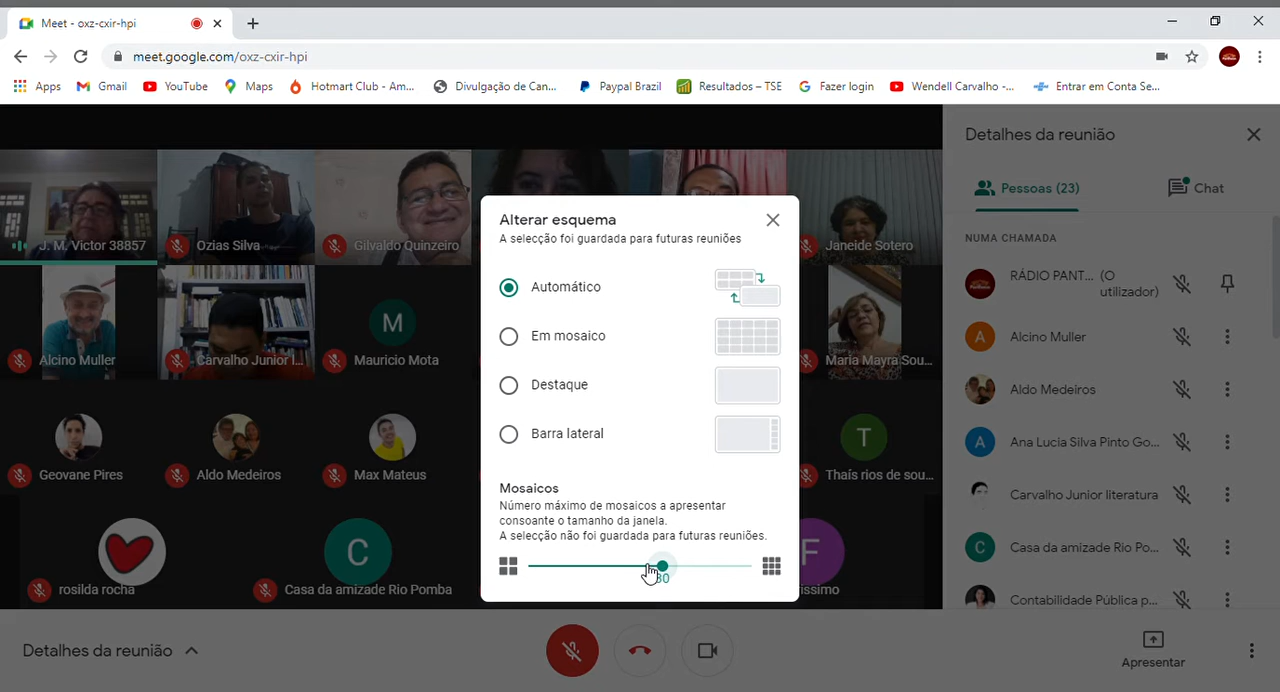 Meet - oxz-cxir-hpi
meet.google.com/oxz-cxir-hpi
Apps
Gmail
YouTube
Maps
Hotmart Club - Am...
Divulgação de Can...
Paypal Brazil
Resultados – TSE
Fazer login
Wendell Carvalho -...
Entrar em Conta Se...
J. M. Victor 38857
Ozias Silva
Gilvaldo Quinzeiro
Janeide Sotero
Alcino Muller
Carvalho Junior l...
M
Mauricio Mota
Maria Mayra Sou...
Geovane Pires
Aldo Medeiros
Max Mateus
T
Thaís rios de sou...
rosilda rocha
C
Casa da amizade Rio Pomba
F
Alterar esquema
A selecção foi guardada para futuras reuniões
Automático
Em mosaico
Destaque
Barra lateral
Mosaicos
Número máximo de mosaicos a apresentar
consoante o tamanho da janela.
A selecção não foi guardada para futuras reuniões.
Detalhes da reunião
Pessoas (23)
Chat
NUMA CHAMADA
RÁDIO PANT... (O
utilizador)
A
Alcino Muller
Aldo Medeiros
A
Ana Lucia Silva Pinto Go...
Carvalho Junior literatura
C
Casa da amizade Rio Po...
Contabilidade Pública p...
Detalhes da reunião
Apresentar